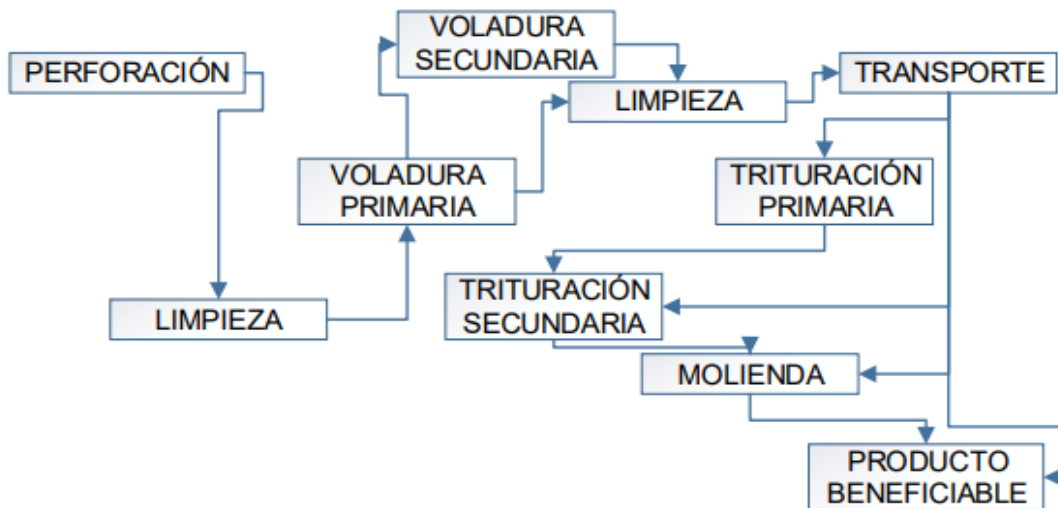 VOLADURA
SECUNDARIA
PERFORACIÓN
TRANSPORTE
LIMPIEZA
VOLADURA
PRIMARIA
TRITURACIÓN
PRIMARIA
TRITURACIÓN
SECUNDARIA
LIMPIEZA
MOLIENDA
PRODUCTO
BENEFICIABLE